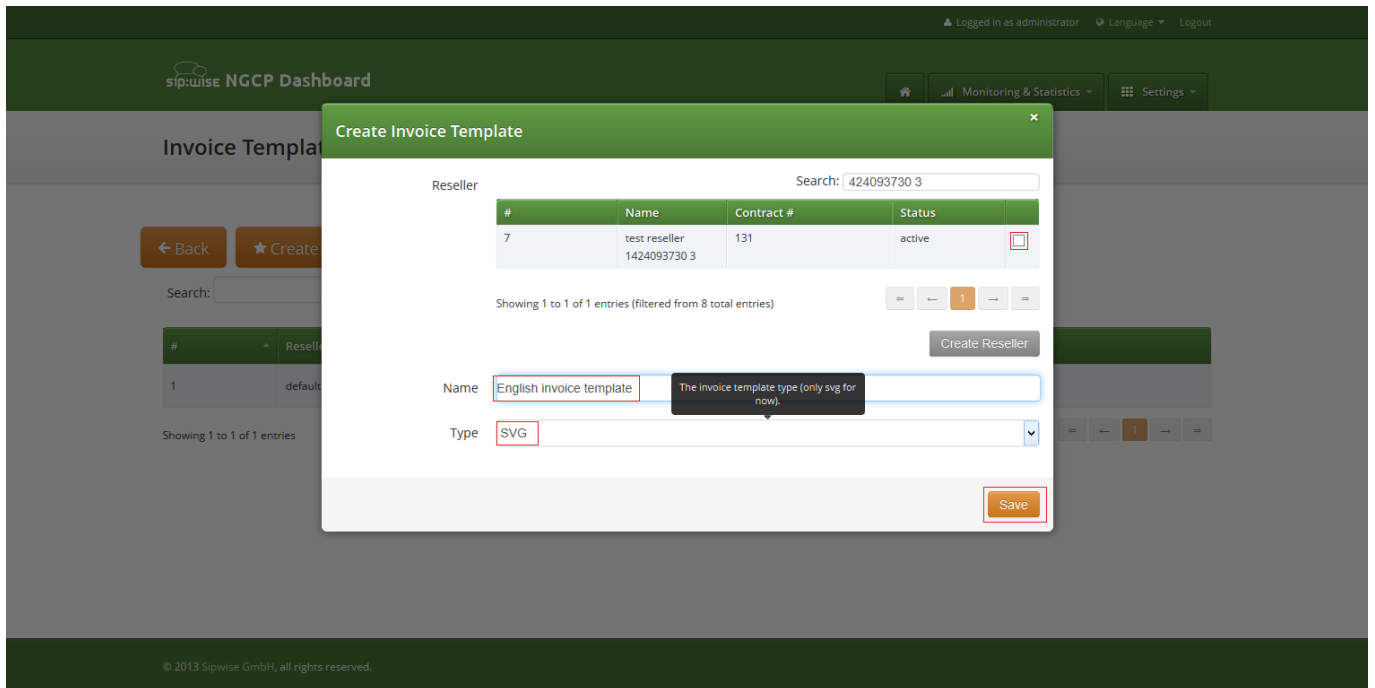 Logged in as administrator Language Logout
sip:wise NGCP Dashboard
Monitoring & Statistics Settings
Create Invoice Template ×
Invoice Templat
Reseller Search: 424093730 3
# Name Contract # Status
7 test reseller 131 active
1424093730 3
← Back Create
Search:
Showing 1 to 1 of 1 entries (filtered from 8 total entries) ⇐ ← 1 → ⇒
# Reselle
Create Reseller
1 default
Name English invoice template
The invoice template type (only svg for
now).
Showing 1 to 1 of 1 entries ⇐ ← 1 → ⇒
Type SVG
Save
© 2013 Sipwise GmbH, all rights reserved.